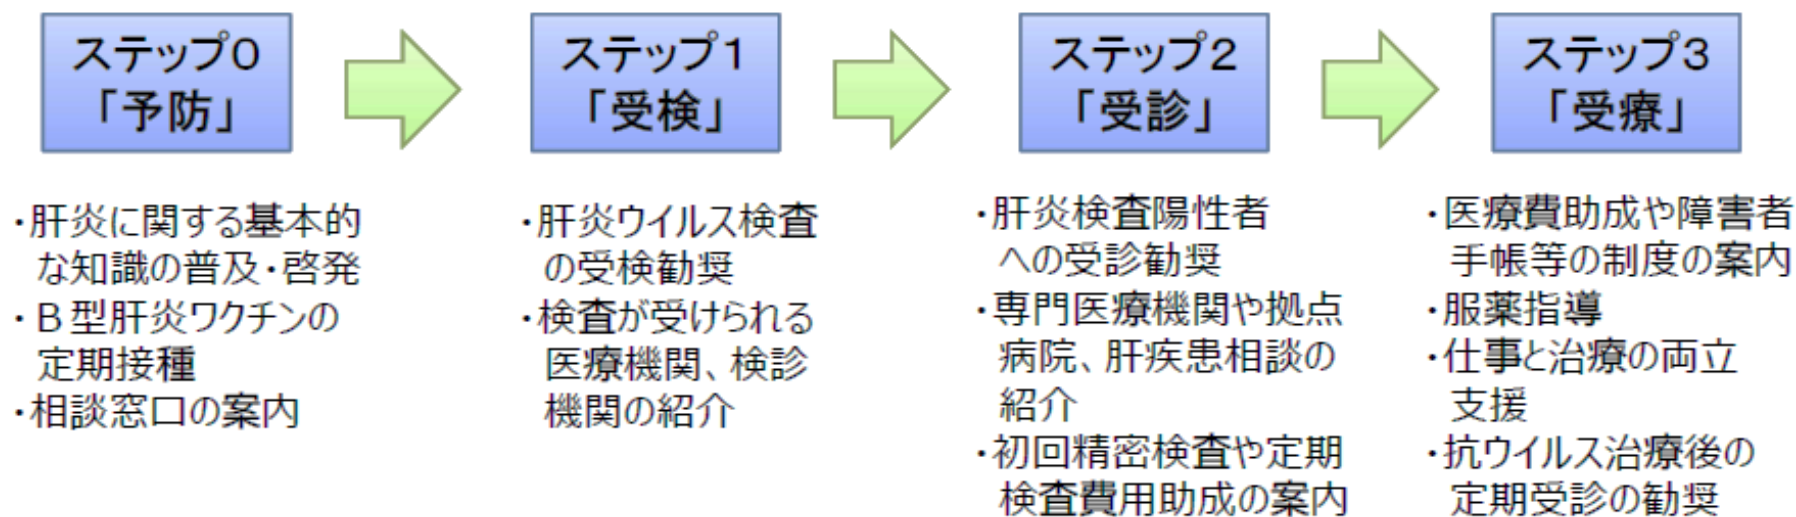 ステップ0
「予防」
・肝炎に関する基本的
な知識の普及・啓発
・B型肝炎ワクチンの
定期接種
・相談窓口の案内
ステップ1
「受検」
・肝炎ウイルス検査
の受検勧奨
・検査が受けられる
医療機関、検診
機関の紹介
ステップ2
「受診」
・肝炎検査陽性者
への受診勧奨
・専門医療機関や拠点
病院、肝疾患相談の
紹介
・初回精密検査や定期
検査費用助成の案内
ステップ3
「受療」
・医療費助成や障害者
手帳等の制度の案内
・服薬指導
・仕事と治療の両立
支援
・抗ウイルス治療後の
定期受診の勧奨